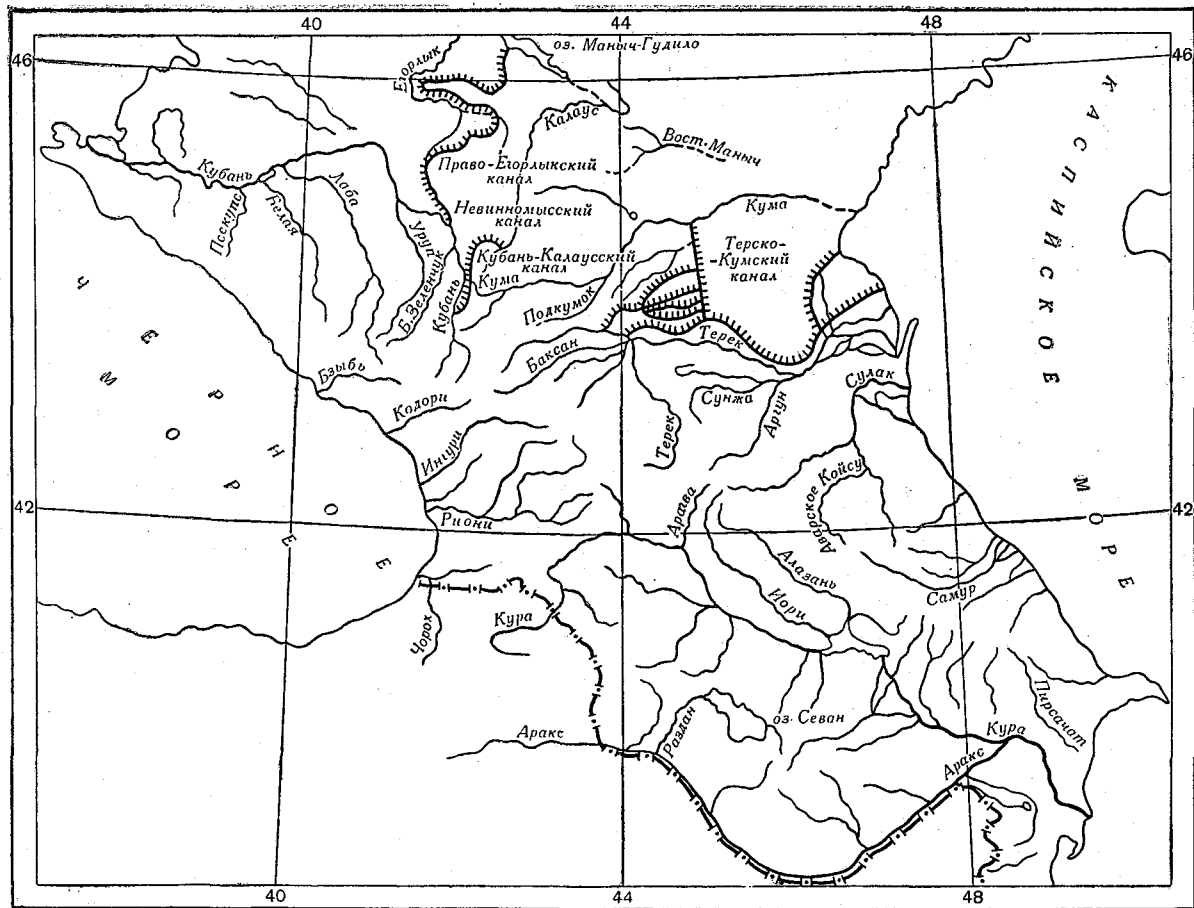 40
44
48
46
46
оз. Маныч-Гудило
Егорлык
КАСПИЙСКОЕ МОРЕ
Калаус
Вост. Маныч
Право-Егорлыкский
канал
Кубань
Лаба
Белая
Псекупс
Невинномысский
канал
Кума
Уруп
Б. Зеленчук
Кубань
Кубань-Калаусский
канал
Кума
Терско-
-Кумский
канал
Подкумок
ЧЕРНОЕ МОРЕ
Баксан
Терек
Бзыбь
Сунжа
Сулак
Кодори
Аргун
Терек
Ингури
Аварское Койсу
42
42
Риони
Арагва
Алазань
Иори
Самур
Чорох
Кура
Пирсагат
оз. Севан
Раздан
Аракс
Кура
Аракс
40
44
48